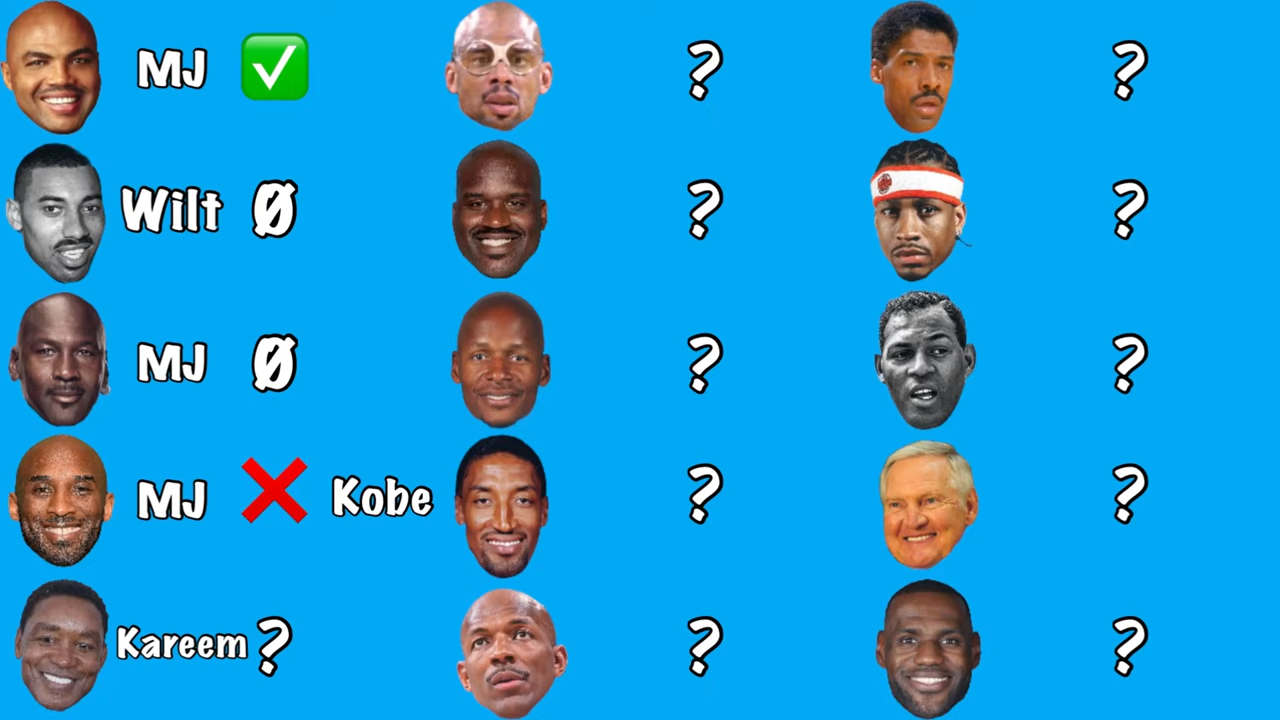 MJ ✅ ? ?
Wilt Ø ? ?
MJ Ø ? ?
MJ ❌ Kobe ? ?
Kareem ? ? ?